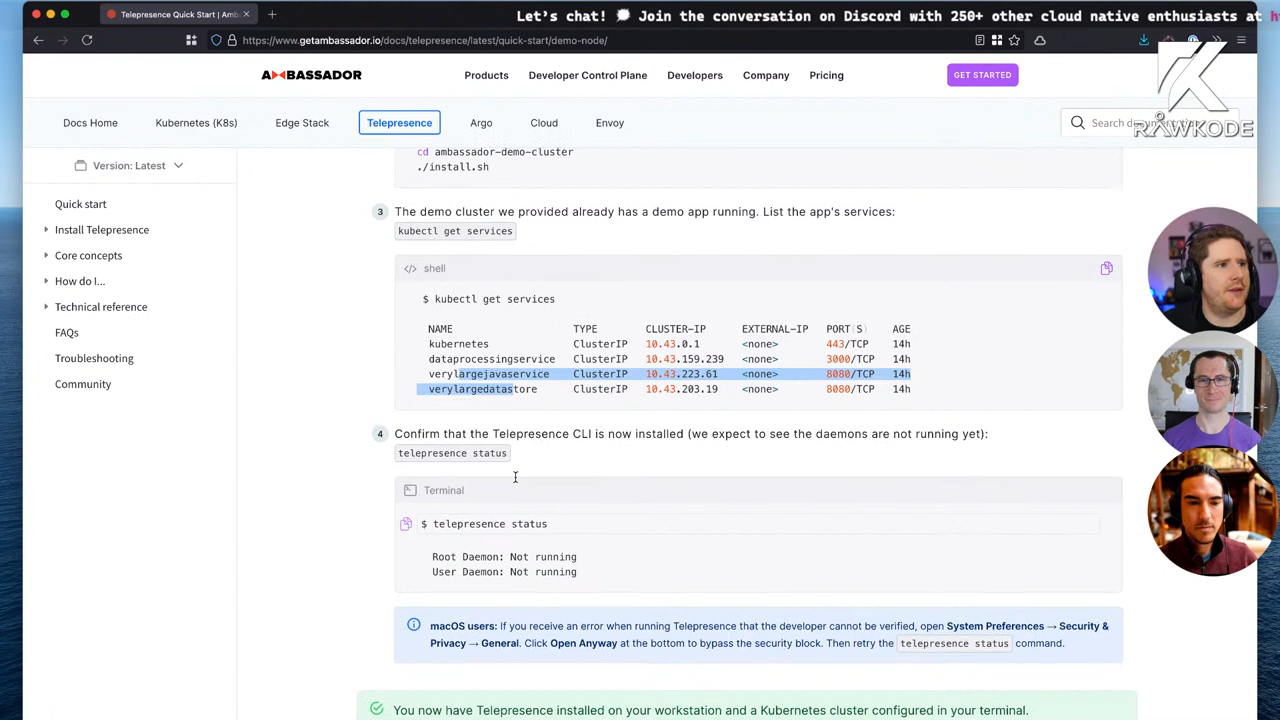 Let's chat! Join the conversation on Discord with 250+ other cloud native enthusiasts at
Telepresence Quick Start | Amb
https://www.getambassador.io/docs/telepresence/latest/quick-start/demo-node/
AMBASSADOR
Products
Developer Control Plane
Developers
Company
Pricing
GET STARTED
RAWKODE
Docs Home
Kubernetes (K8s)
Edge Stack
Telepresence
Argo
Cloud
Envoy
Search
Version: Latest
Quick start
Install Telepresence
Core concepts
How do I...
Technical reference
FAQs
Troubleshooting
Community
cd ambassador-demo-cluster
./install.sh
3 The demo cluster we provided already has a demo app running. List the app's services:
kubectl get services
</> shell
$ kubectl get services
NAME TYPE CLUSTER-IP EXTERNAL-IP PORT(S) AGE
kubernetes ClusterIP 10.43.0.1 <none> 443/TCP 14h
dataprocessingservice ClusterIP 10.43.159.239 <none> 3000/TCP 14h
verylargejavaservice ClusterIP 10.43.223.61 <none> 8080/TCP 14h
verylargedatastore ClusterIP 10.43.203.19 <none> 8080/TCP 14h
4 Confirm that the Telepresence CLI is now installed (we expect to see the daemons are not running yet):
telepresence status
Terminal
$ telepresence status
Root Daemon: Not running
User Daemon: Not running
macOS users: If you receive an error when running Telepresence that the developer cannot be verified, open System Preferences → Security &
Privacy → General. Click Open Anyway at the bottom to bypass the security block. Then retry the telepresence status command.
You now have Telepresence installed on your workstation and a Kubernetes cluster configured in your terminal.